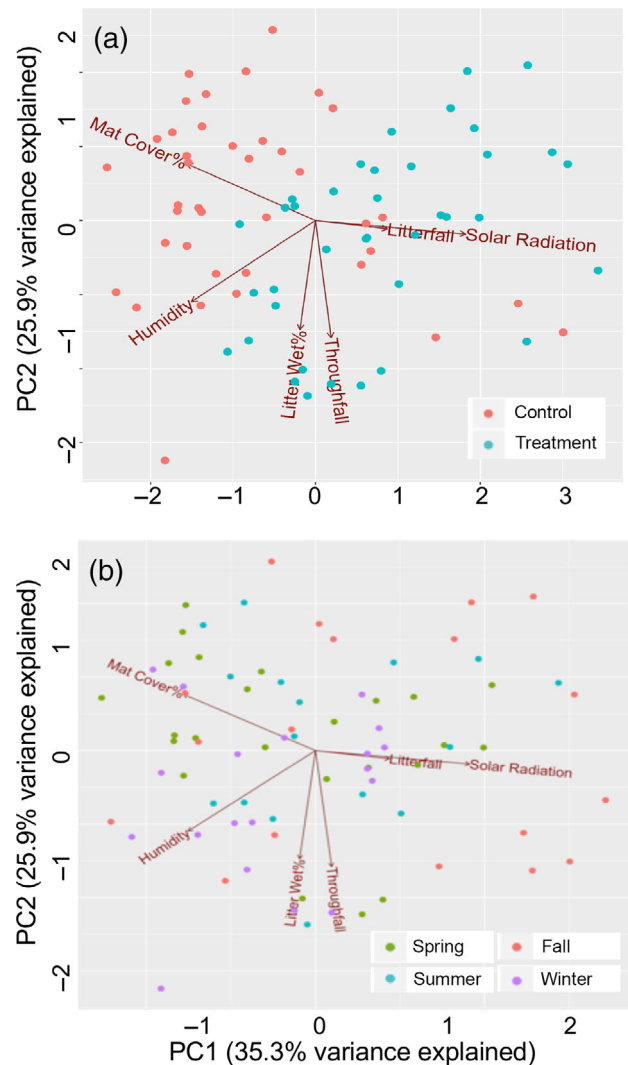 (a)
PC2 (25.9% variance explained)
2
1
0
−1
−2
Mat Cover%
Humidity
Litter Wet%
Throughfall
Litterfall
Solar Radiation
Control
Treatment
−2 −1 0 1 2 3
(b)
PC2 (25.9% variance explained)
2
1
0
−1
−2
Mat Cover%
Humidity
Litter Wet%
Throughfall
Litterfall
Solar Radiation
Spring Fall
Summer Winter
−1 0 1 2
PC1 (35.3% variance explained)